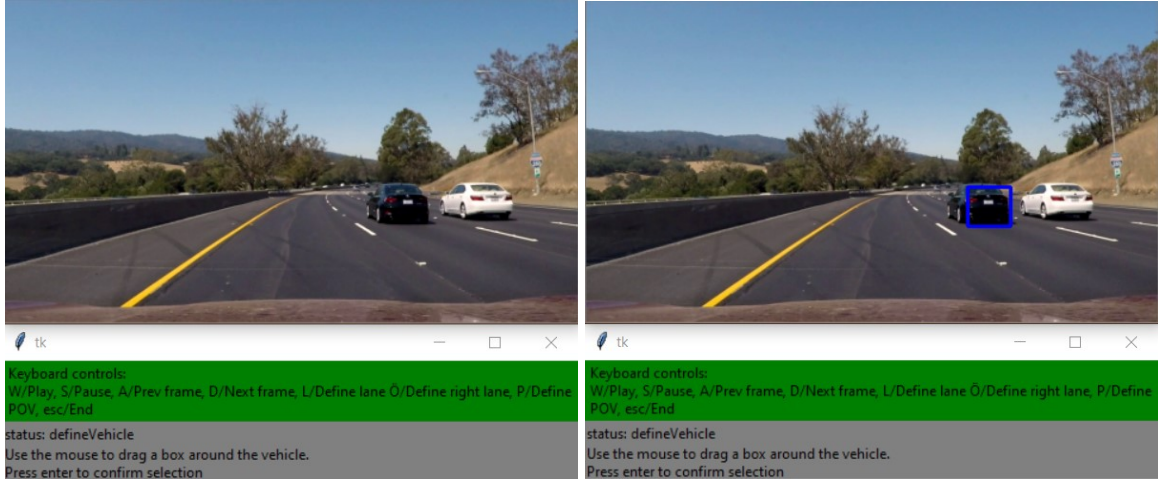 tk
Keyboard controls:
W/Play, S/Pause, A/Prev frame, D/Next frame, L/Define lane Ö/Define right lane, P/Define
POV, esc/End
status: defineVehicle
Use the mouse to drag a box around the vehicle.
Press enter to confirm selection
tk
Keyboard controls:
W/Play, S/Pause, A/Prev frame, D/Next frame, L/Define lane Ö/Define right lane, P/Define
POV, esc/End
status: defineVehicle
Use the mouse to drag a box around the vehicle.
Press enter to confirm selection